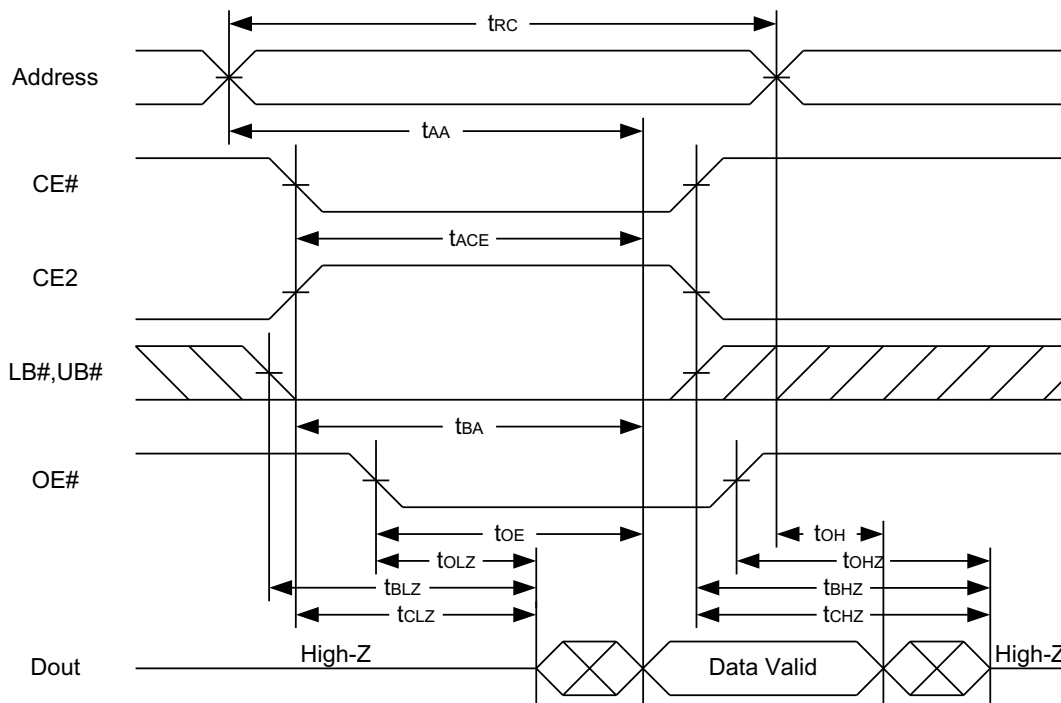 tRC
Address
tAA
CE#
tACE
CE2
LB#,UB#
tBA
OE#
tOE
tOH
tOLZ
tOHZ
tBLZ
tBHZ
tCLZ
tCHZ
High-Z
High-Z
Dout
Data Valid